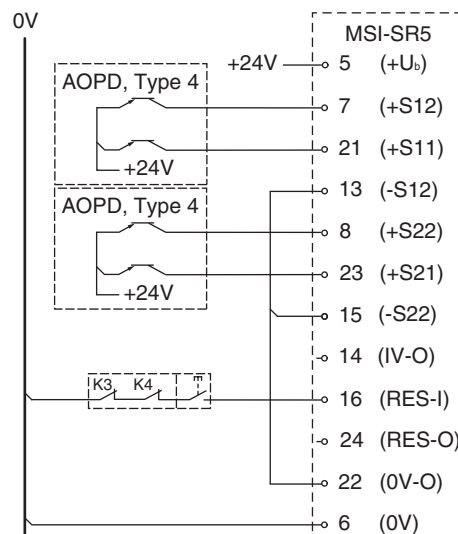 0V
MSI-SR5
+24V 5 (+Ub)
AOPD, Type 4
7 (+S12)
21 (+S11)
+24V
13 (-S12)
AOPD, Type 4
8 (+S22)
23 (+S21)
+24V
15 (-S22)
14 (IV-O)
K3 K4
16 (RES-I)
24 (RES-O)
22 (0V-O)
6 (0V)